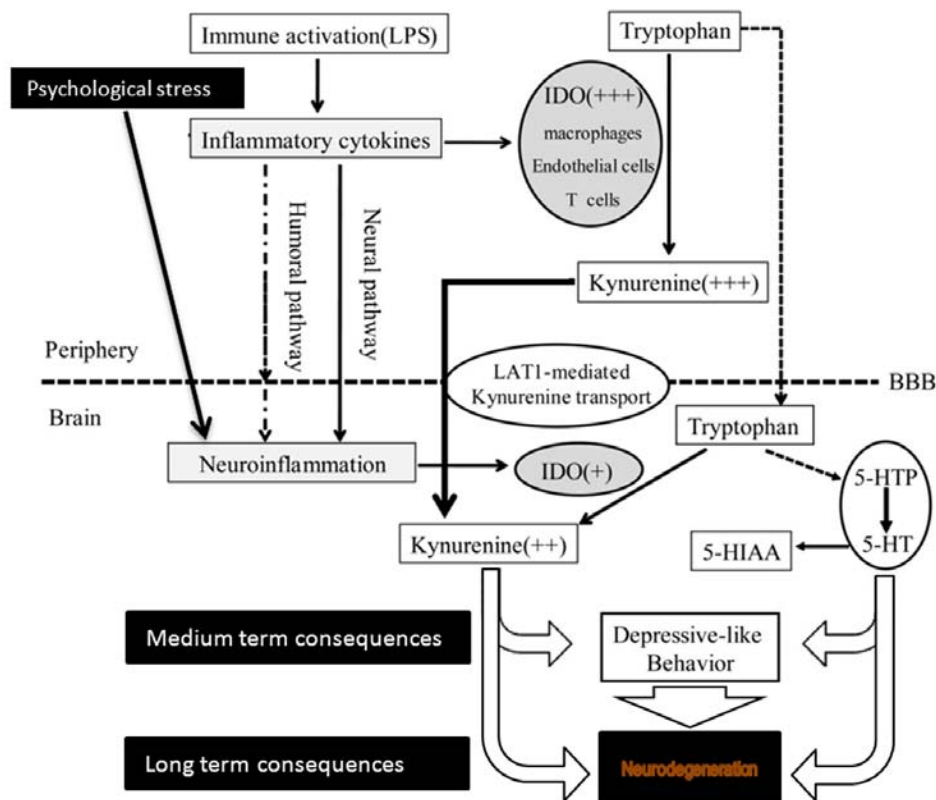 Immune activation(LPS)
Tryptophan
Psychological stress
IDO(+++)
macrophages
Endothelial cells
T cells
Inflammatory cytokines
Humoral pathway
Neural pathway
Kynurenine(+++)
Periphery
LAT1-mediated
Kynurenine transport
BBB
Brain
Tryptophan
Neuroinflammation
IDO(+)
5-HTP
Kynurenine(++)
5-HIAA
5-HT
Medium term consequences
Depressive-like
Behavior
Long term consequences
Neurodegeneration